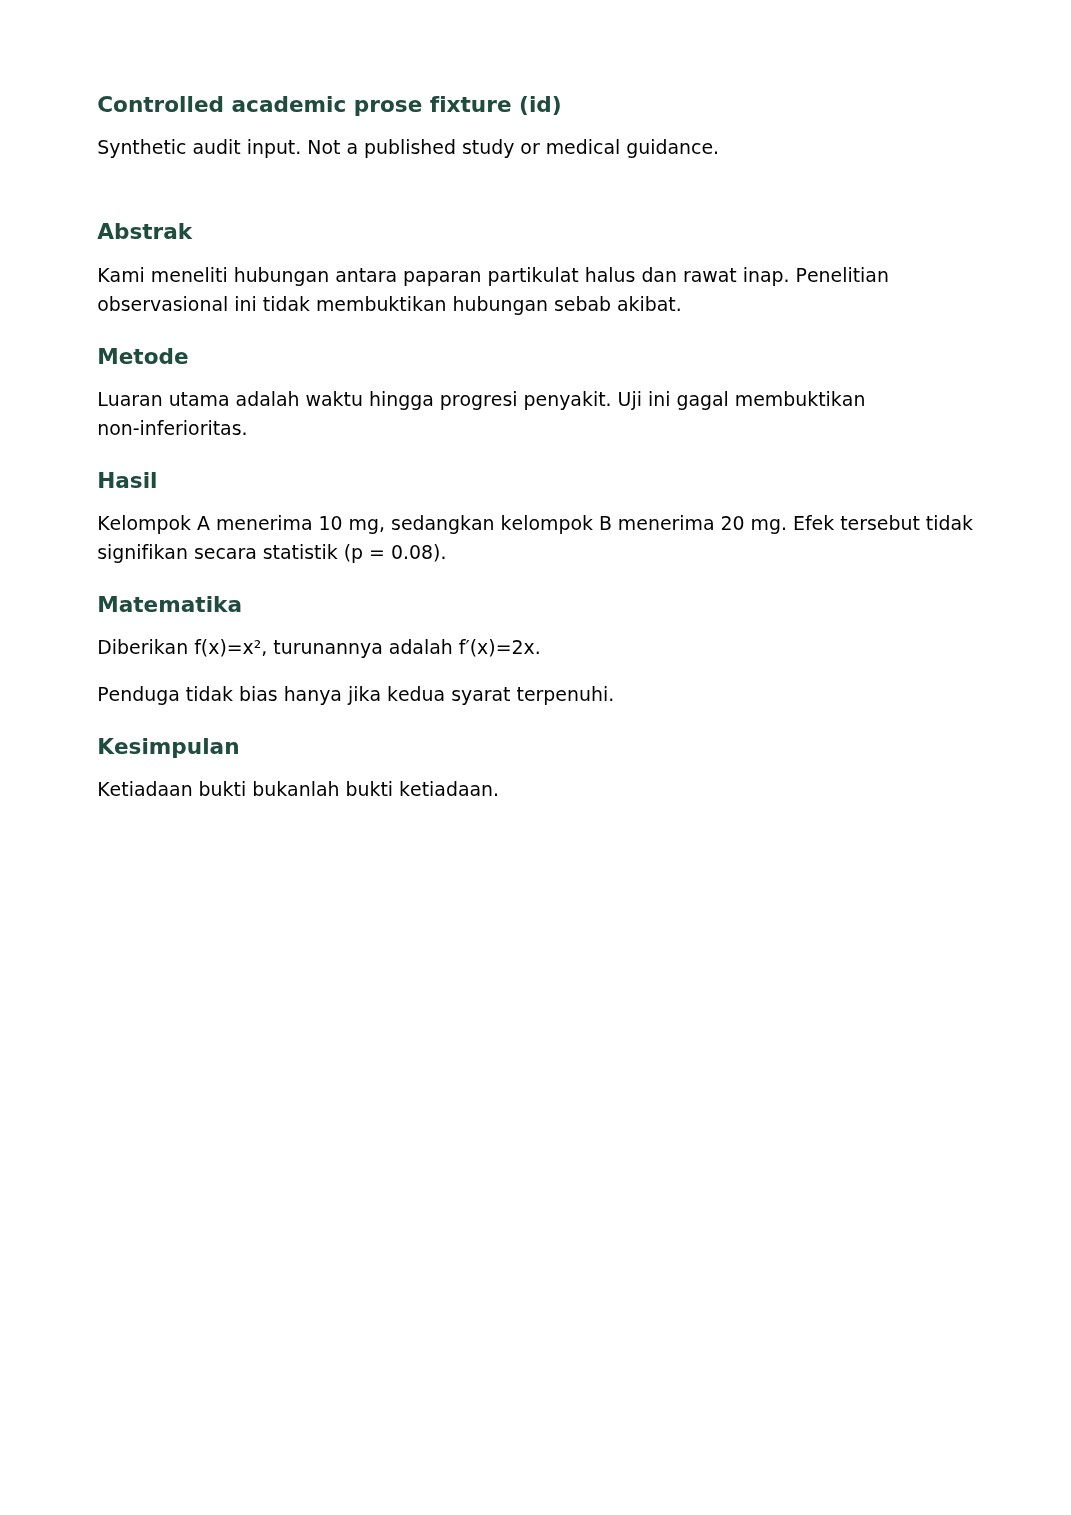 Controlled academic prose fixture (id)
Synthetic audit input. Not a published study or medical guidance.
Abstrak
Kami meneliti hubungan antara paparan partikulat halus dan rawat inap. Penelitian
observasional ini tidak membuktikan hubungan sebab akibat.
Metode
Luaran utama adalah waktu hingga progresi penyakit. Uji ini gagal membuktikan
non‑inferioritas.
Hasil
Kelompok A menerima 10 mg, sedangkan kelompok B menerima 20 mg. Efek tersebut tidak
signifikan secara statistik (p = 0.08).
Matematika
Diberikan f(x)=x², turunannya adalah f′(x)=2x.
Penduga tidak bias hanya jika kedua syarat terpenuhi.
Kesimpulan
Ketiadaan bukti bukanlah bukti ketiadaan.